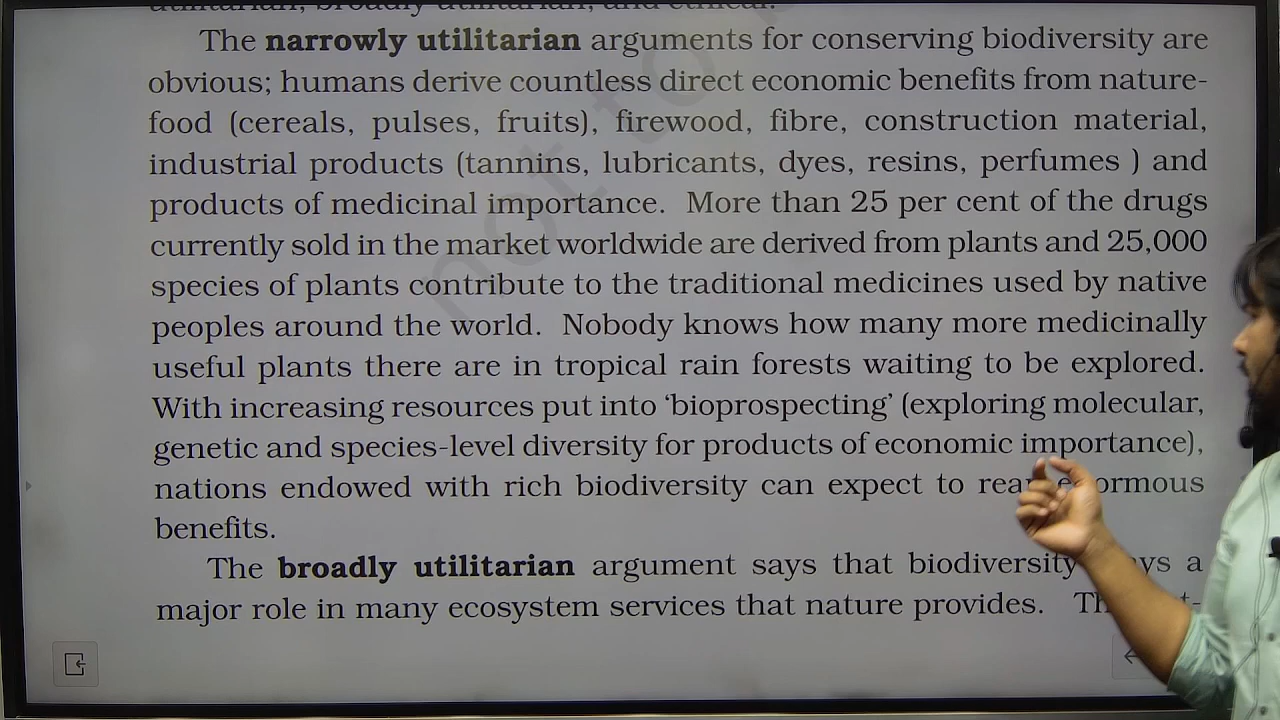 utilitarian, broadly utilitarian, and ethical.
The narrowly utilitarian arguments for conserving biodiversity are
obvious; humans derive countless direct economic benefits from nature-
food (cereals, pulses, fruits), firewood, fibre, construction material,
industrial products (tannins, lubricants, dyes, resins, perfumes ) and
products of medicinal importance. More than 25 per cent of the drugs
currently sold in the market worldwide are derived from plants and 25,000
species of plants contribute to the traditional medicines used by native
peoples around the world. Nobody knows how many more medicinally
useful plants there are in tropical rain forests waiting to be explored.
With increasing resources put into ‘bioprospecting’ (exploring molecular,
genetic and species-level diversity for products of economic importance),
nations endowed with rich biodiversity can expect to
benefits.
The broadly utilitarian argument says that biodiversity a
major role in many ecosystem services that nature provides.
not to